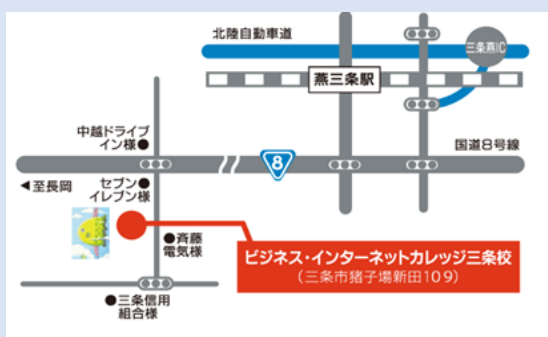 北陸自動車道
三条燕IC
燕三条駅
中越ドライブ
イン様●
国道8号線
8
◀至長岡
セブン●
イレブン様
●斉藤
電気様
ビジネス・インターネットカレッジ三条校
(三条市猪子場新田109)
●三条信用
組合様